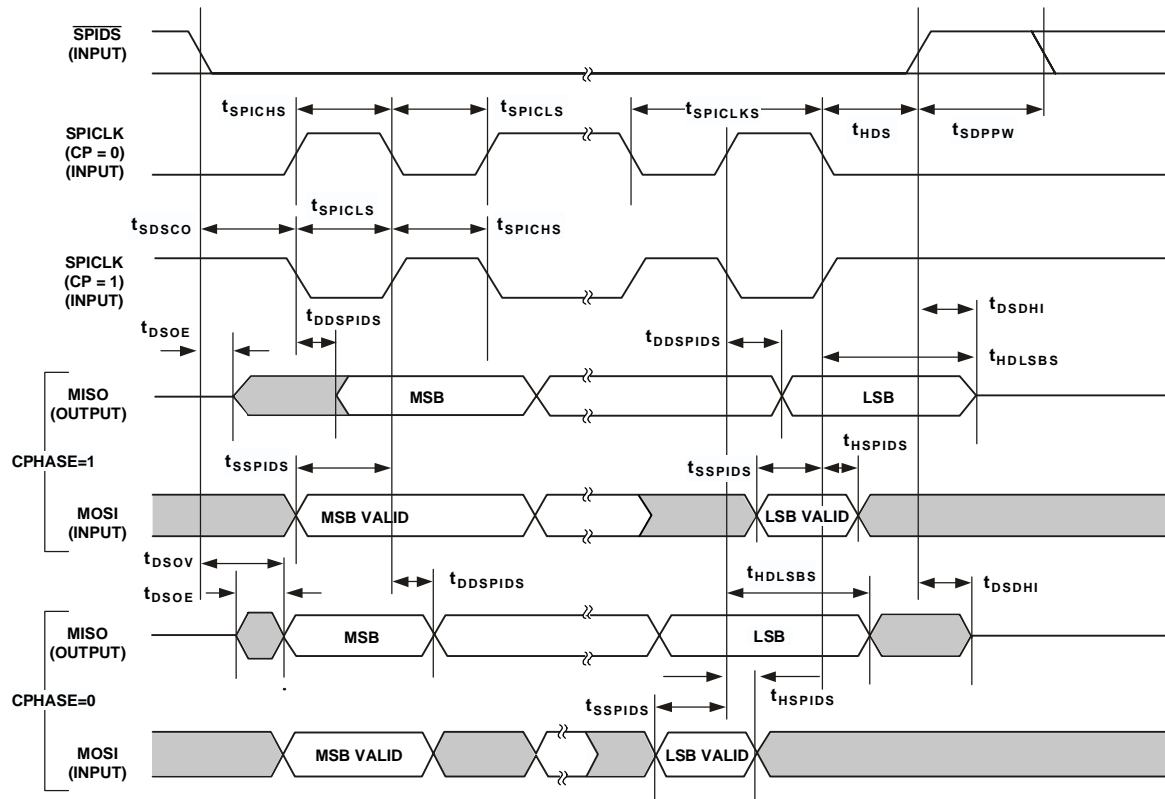 SPIDS
(INPUT)
tSPICHS
tSPICLS
tSPICLKS
tHDS
tSDPPW
SPICLK
(CP = 0)
(INPUT)
tSDSCO
tSPICLS
tSPICHS
SPICLK
(CP = 1)
(INPUT)
tDSOE
tDDSPIDS
tDDSPIDS
tDSDHI
tHDLSBS
MISO
(OUTPUT)
MSB
LSB
CPHASE=1
tSSPIDS
tSSPIDS
tHSPIDS
MOSI
(INPUT)
MSB VALID
LSB VALID
tDSOV
tDSOE
tDDSPIDS
tHDLSBS
tDSDHI
MISO
(OUTPUT)
MSB
LSB
CPHASE=0
tSSPIDS
tHSPIDS
MOSI
(INPUT)
MSB VALID
LSB VALID